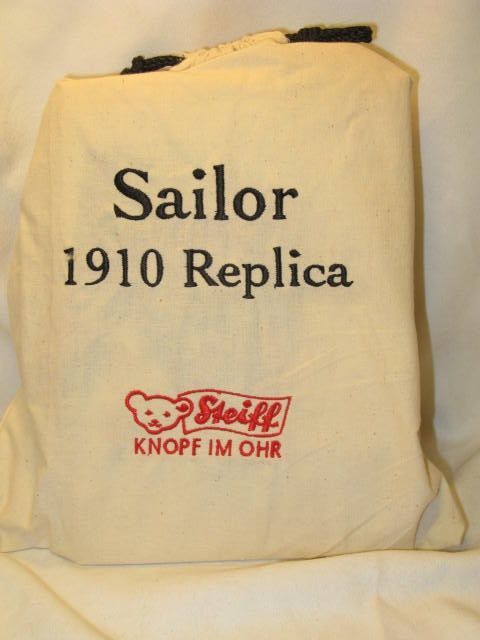 Sailor
1910 Replica
Steiff
KNOPF IM OHR